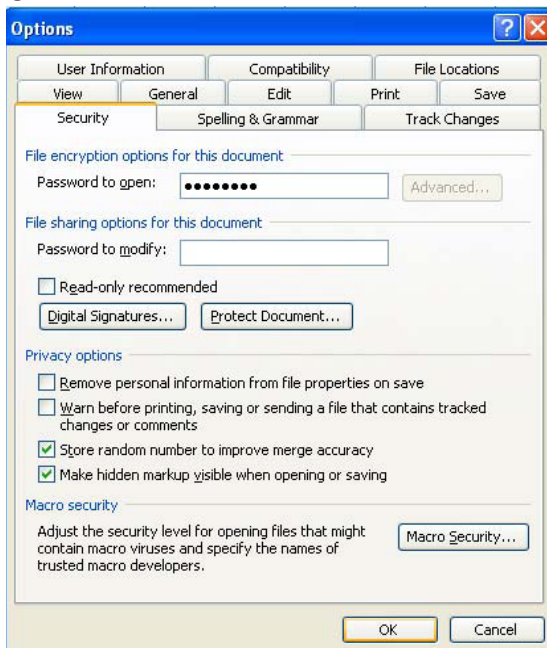 Options
User Information Compatibility File Locations
View General Edit Print Save
Security Spelling & Grammar Track Changes
File encryption options for this document
Password to open: ●●●●●●●● Advanced...
File sharing options for this document
Password to modify:
Read-only recommended
Digital Signatures... Protect Document...
Privacy options
Remove personal information from file properties on save
Warn before printing, saving or sending a file that contains tracked
changes or comments
Store random number to improve merge accuracy
Make hidden markup visible when opening or saving
Macro security
Adjust the security level for opening files that might
contain macro viruses and specify the names of
trusted macro developers.
Macro Security...
OK Cancel